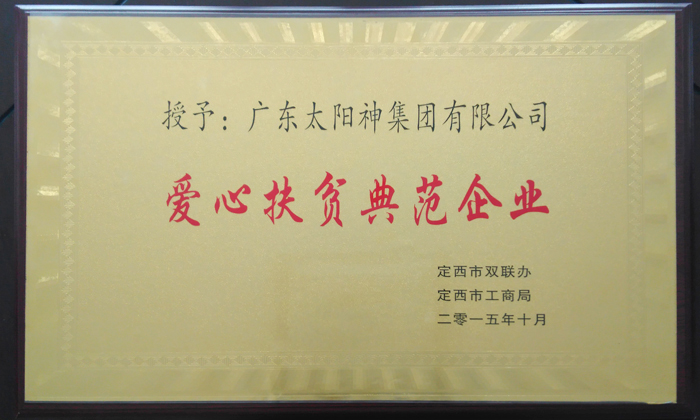 授予：广东太阳神集团有限公司
爱心扶贫典范企业
定西市双联办
定西市工商局
二零一五年十月